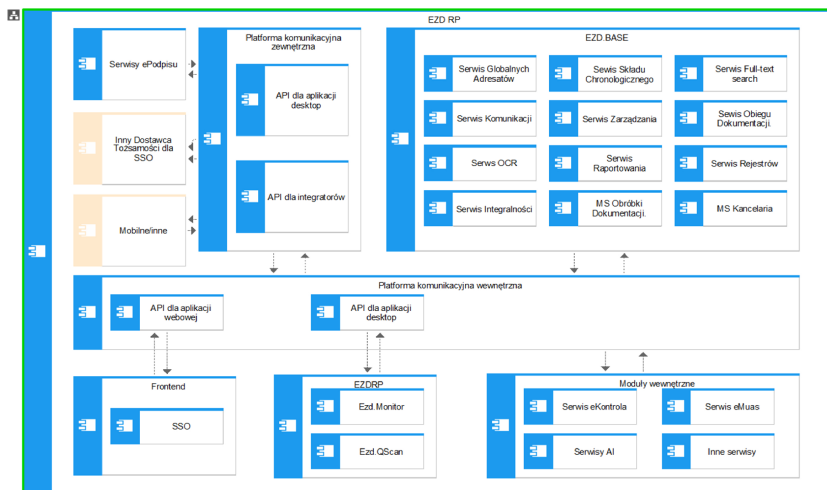 EZD RP
Serwisy ePodpisu
Inny Dostawca
Tożsamości dla
SSO
Mobilne/inne
Platforma komunikacyjna
zewnętrzna
API dla aplikacji
desktop
API dla integratorów
EZD.BASE
Serwis Globalnych
Adresatów
Sewis Składu
Chronologicznego
Serwis Full-text
search
Serwis Komunikacji
Serwis Zarządzania
Sewis Obiegu
Dokumentacji.
Serws OCR
Serwis
Raportowania
Serwis Rejestrów
Serwis Integralności
MS Obróbki
Dokumentacji.
MS Kancelaria
Platforma komunikacyjna wewnętrzna
API dla aplikacji
webowej
API dla aplikacji
desktop
Frontend
SSO
EZDRP
Ezd.Monitor
Ezd.QScan
Moduły wewnętrzne
Serwis eKontrola
Serwis eMuas
Serwisy AI
Inne serwisy